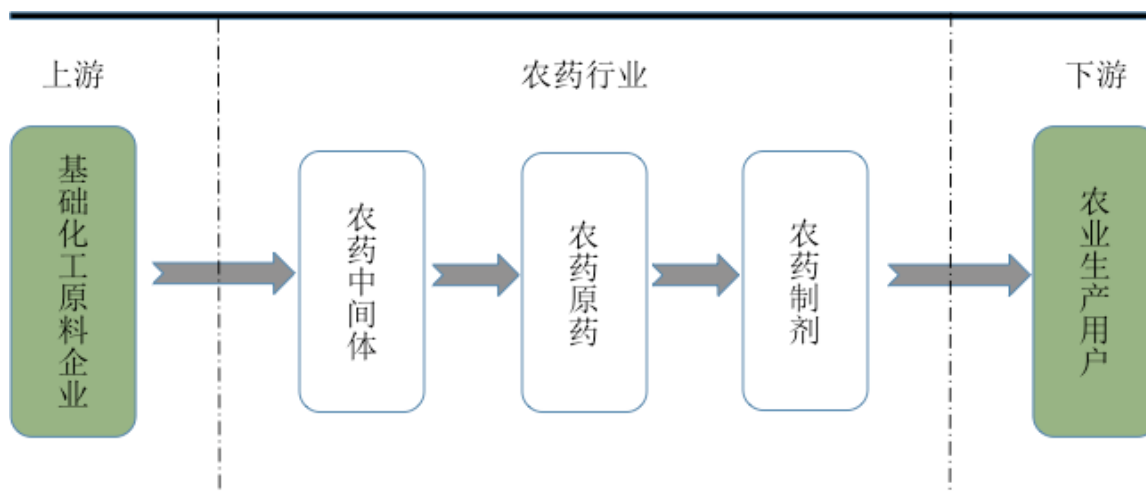 上游
农药行业
下游
基础化工原料企业
农药中间体
农药原药
农药制剂
农业生产用户